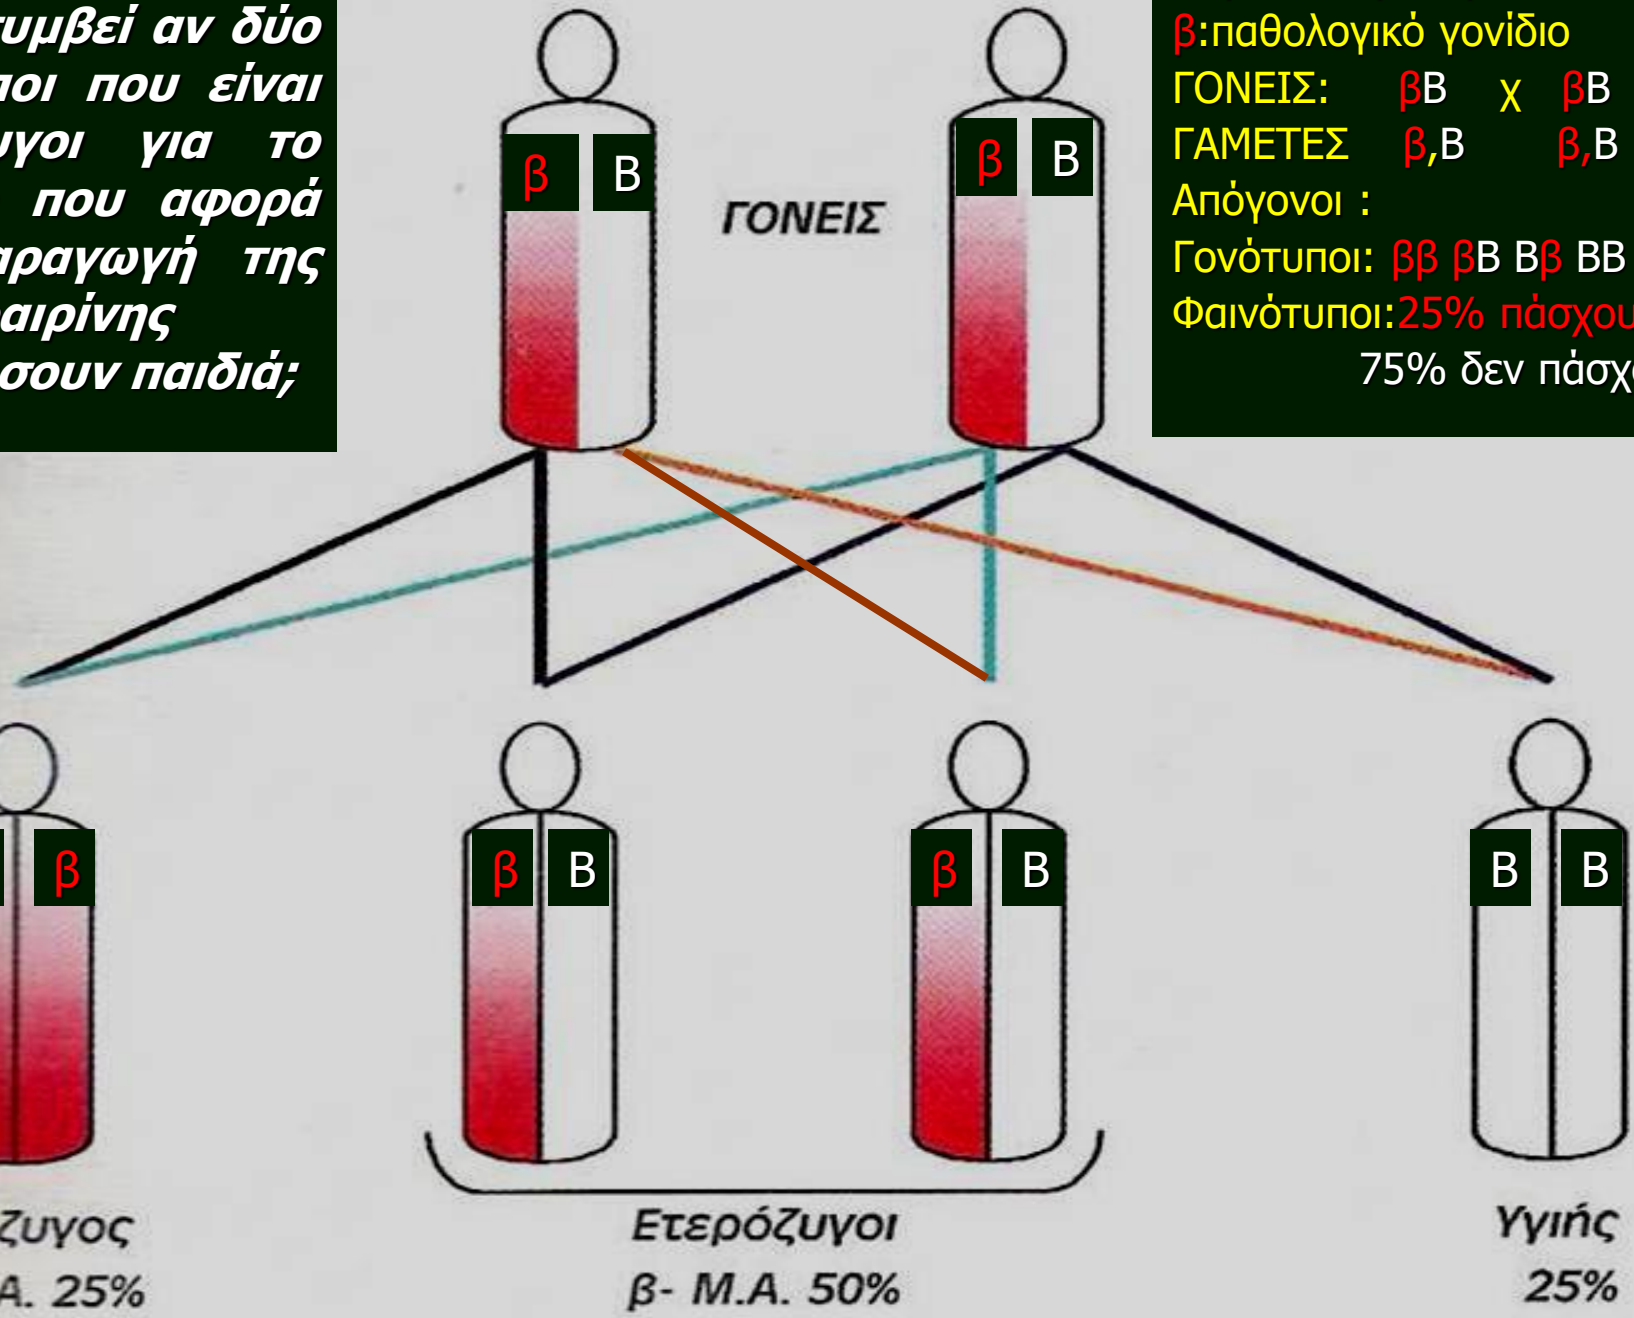 υμβεί αν δύο
ποι που είναι
υγοι για το
που αφορά
αραγωγή της
αιρίνης
σουν παιδιά;
β:παθολογικό γονίδιο
ΓΟΝΕΙΣ: βΒ χ βΒ
ΓΑΜΕΤΕΣ β,Β β,Β
Απόγονοι :
Γονότυποι: ββ βΒ Ββ ΒΒ
Φαινότυποι:25% πάσχου
75% δεν πάσχ
β Β
β Β
ΓΟΝΕΙΣ
β
β Β
β Β
Β Β
ζυγος
Α. 25%
Ετερόζυγοι
β- Μ.Α. 50%
Υγιής
25%